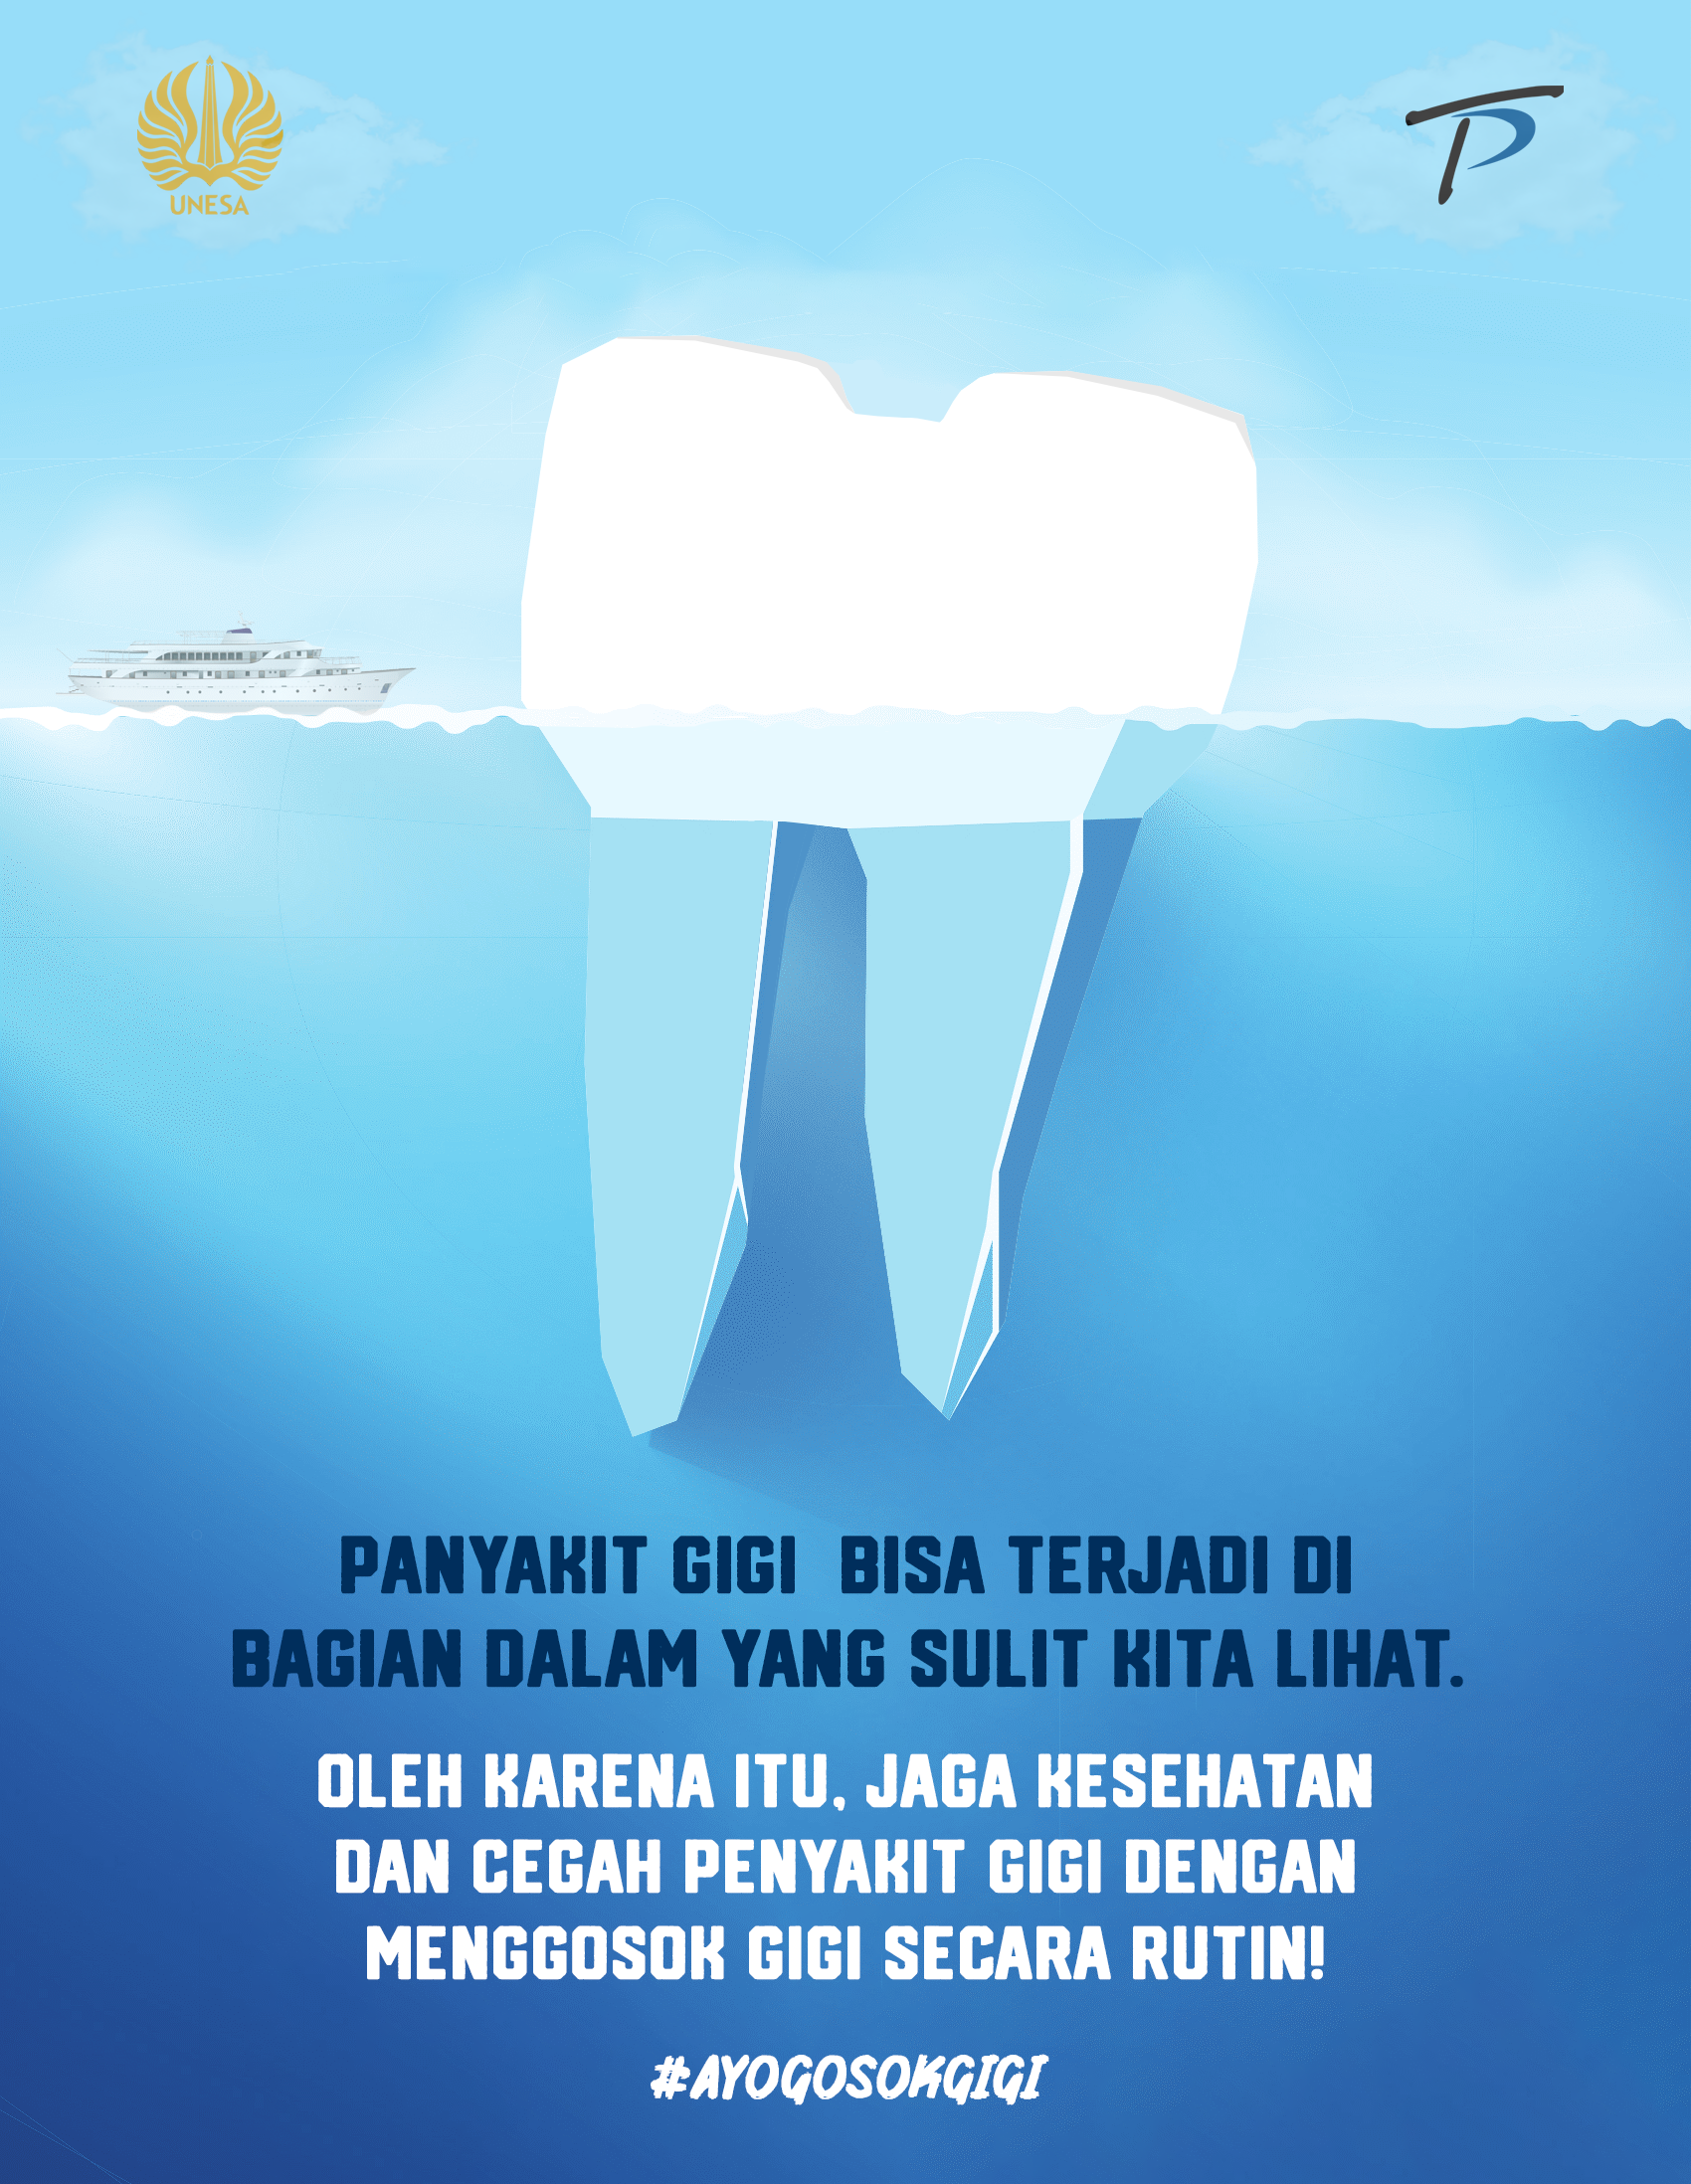 UNESA
TP
PANYAKIT GIGI BISA TERJADI DI
BAGIAN DALAM YANG SULIT KITA LIHAT.
OLEH KARENA ITU, JAGA KESEHATAN
DAN CEGAH PENYAKIT GIGI DENGAN
MENGGOSOK GIGI SECARA RUTIN!
#AYOGOSOKGIGI